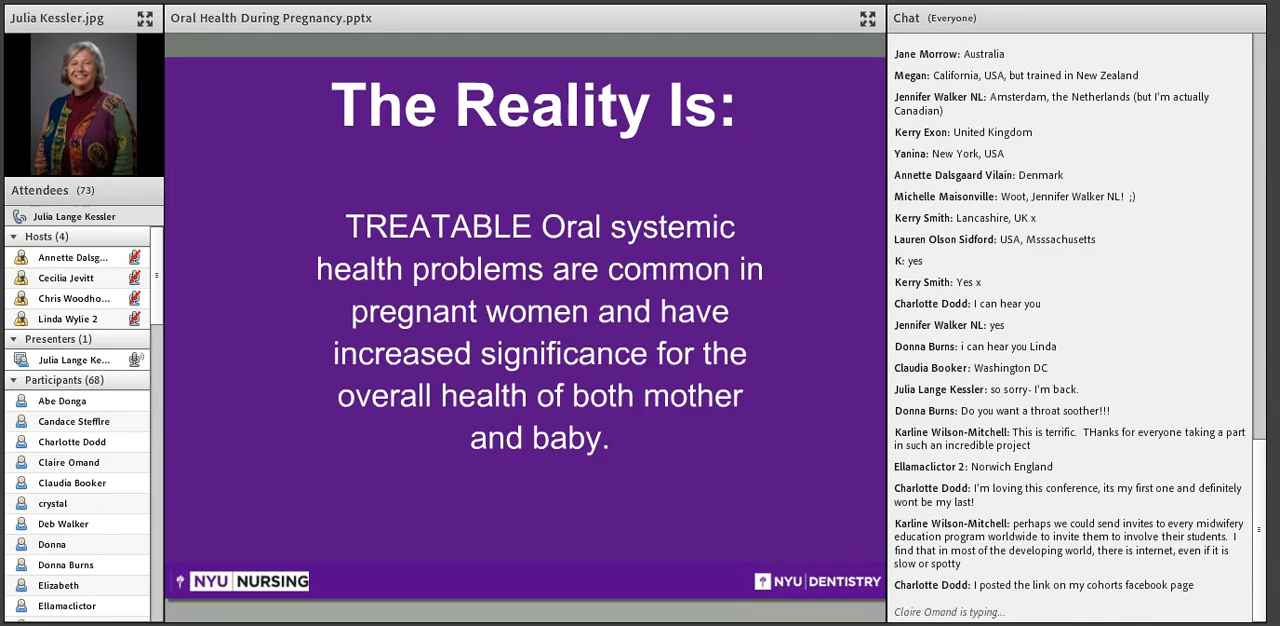 Julia Kessler.jpg
Attendees (73)
Julia Lange Kessler
Hosts (4)
Annette Dalsg...
Cecilia Jevitt
Chris Woodho...
Linda Wylie 2
Presenters (1)
Julia Lange Ke...
Participants (68)
Abe Donga
Candace Stefflre
Charlotte Dodd
Claire Omand
Claudia Booker
crystal
Deb Walker
Donna
Donna Burns
Elizabeth
Ellamaclictor
Oral Health During Pregnancy.pptx
The Reality Is:
TREATABLE Oral systemic
health problems are common in
pregnant women and have
increased significance for the
overall health of both mother
and baby.
NYU NURSING
NYU DENTISTRY
Chat (Everyone)
Jane Morrow: Australia
Megan: California, USA, but trained in New Zealand
Jennifer Walker NL: Amsterdam, the Netherlands (but I'm actually
Canadian)
Kerry Exon: United Kingdom
Yanina: New York, USA
Annette Dalsgaard Vilain: Denmark
Michelle Maisonville: Woot, Jennifer Walker NL! ;)
Kerry Smith: Lancashire, UK x
Lauren Olson Sidford: USA, Msssachusetts
K: yes
Kerry Smith: Yes x
Charlotte Dodd: I can hear you
Jennifer Walker NL: yes
Donna Burns: i can hear you Linda
Claudia Booker: Washington DC
Julia Lange Kessler: so sorry- I'm back.
Donna Burns: Do you want a throat soother!!!
Karline Wilson-Mitchell: This is terrific. THanks for everyone taking a part
in such an incredible project
Ellamaclictor 2: Norwich England
Charlotte Dodd: I'm loving this conference, its my first one and definitely
wont be my last!
Karline Wilson-Mitchell: perhaps we could send invites to every midwifery
education program worldwide to invite them to involve their students. I
find that in most of the developing world, there is internet, even if it is
slow or spotty
Charlotte Dodd: I posted the link on my cohorts facebook page
Claire Omand is typing...